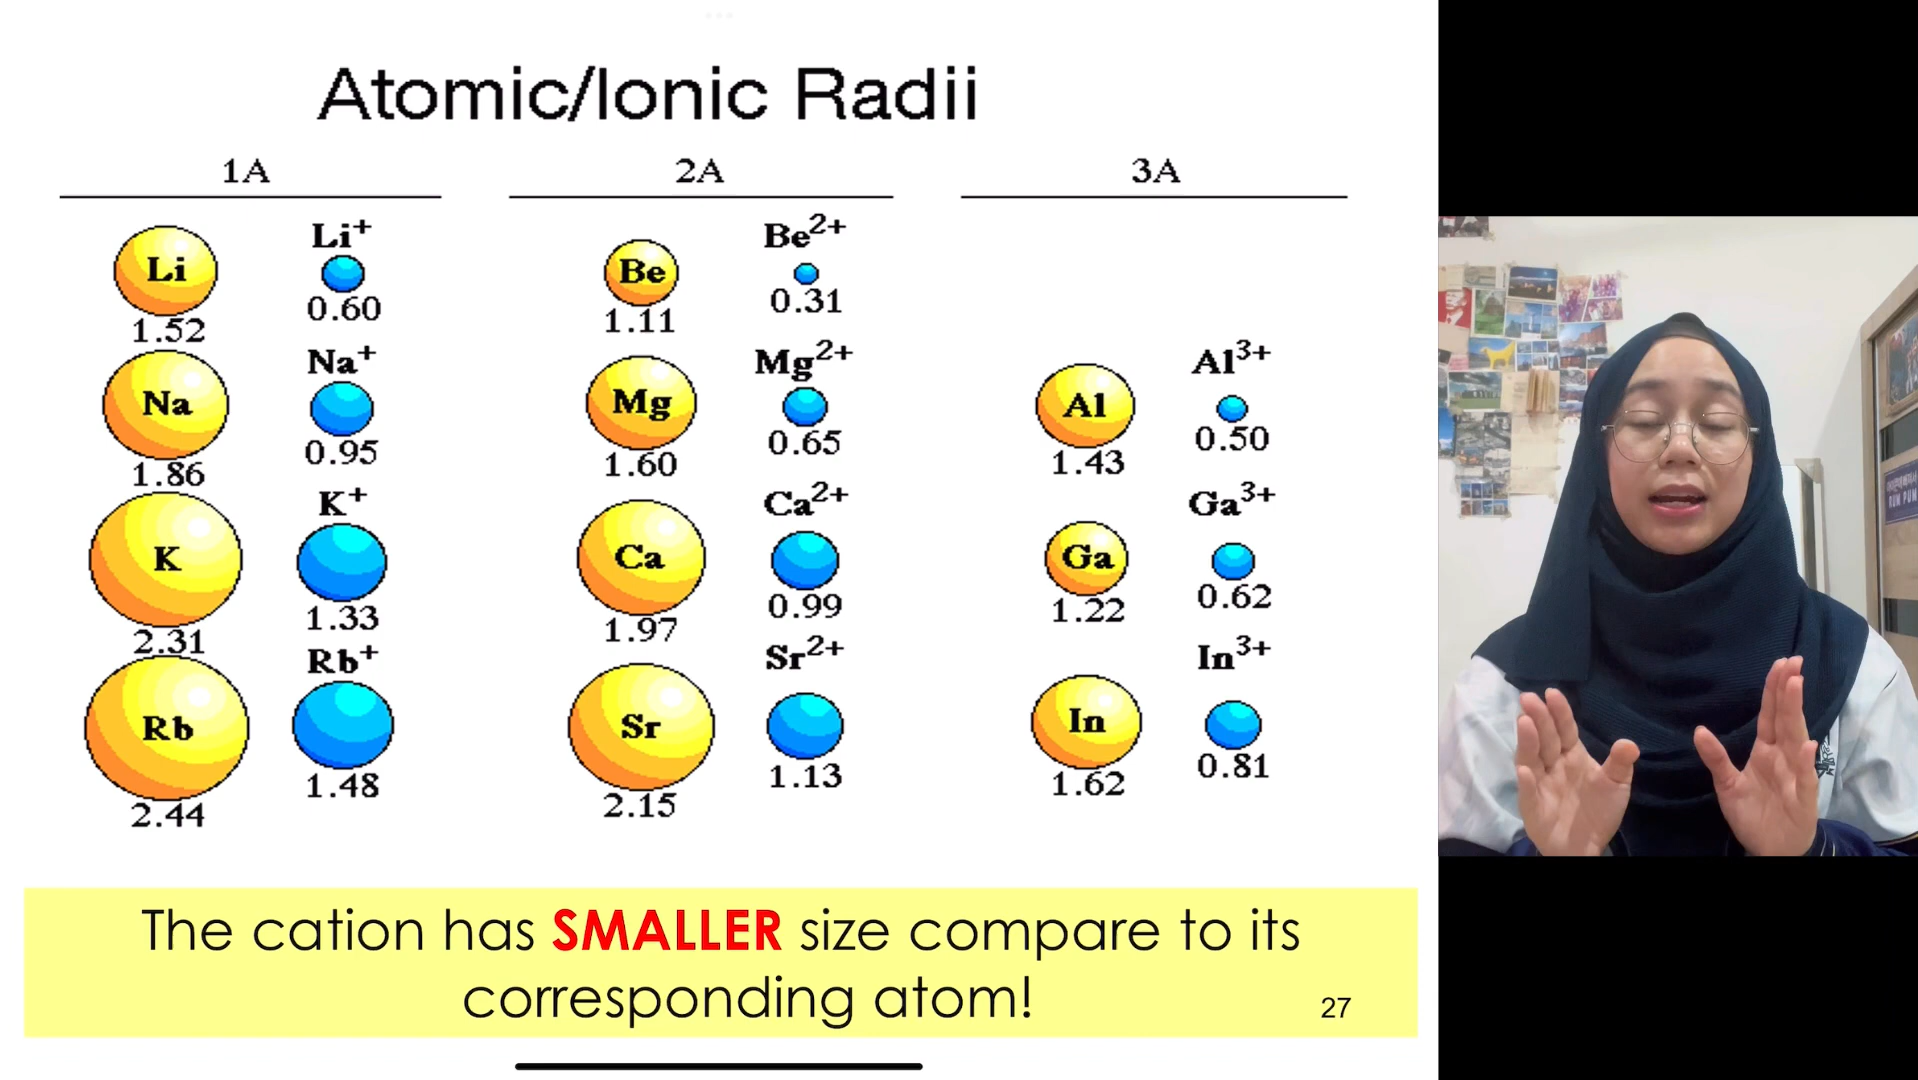 Atomic/Ionic Radii
1A 2A 3A
Li⁺ Be²⁺
Li Be
0.60 0.31
1.52 1.11
Na⁺ Mg²⁺ Al³⁺
Na Mg Al
0.95 0.65 0.50
1.86 1.60 1.43
K⁺ Ca²⁺ Ga³⁺
K Ca Ga
1.33 0.99 0.62
2.31 1.97 1.22
Rb⁺ Sr²⁺ In³⁺
Rb Sr In
1.48 1.13 0.81
2.44 2.15 1.62
The cation has SMALLER size compare to its
corresponding atom!
27